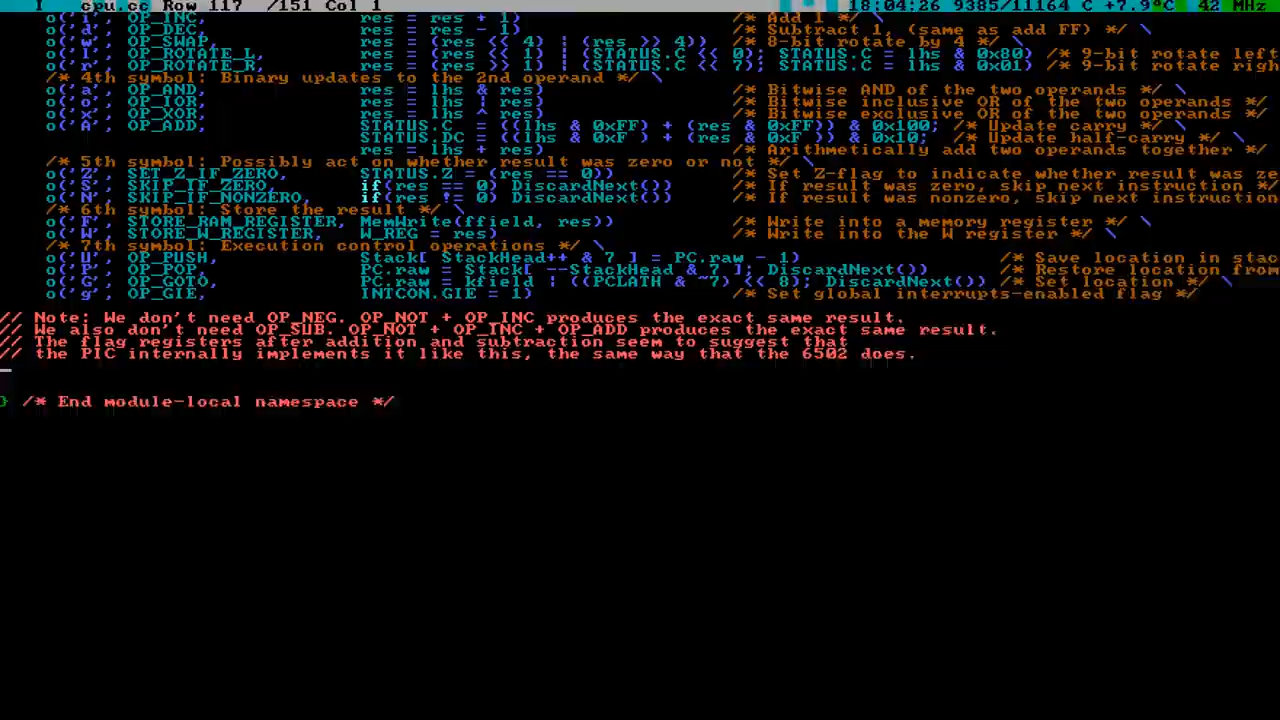 I cpu.cc Row 117 /151 Col 1 18:04:26 9385/11164 C +7.9°C 42 MHz
o('i', OP_INC, res = res + 1) /* Add 1 */ \
o('d', OP_DEC, res = res - 1) /* Subtract 1, (same as add FF) */ \
o('w', OP_SWAP, res = (res << 4) | (res >> 4)) /* 8-bit rotate by 4 */ \
o('l', OP_ROTATE_L, res = (res << 1) | (STATUS.C << 0); STATUS.C = lhs & 0x80) /* 9-bit rotate left
o('r', OP_ROTATE_R, res = (res >> 1) | (STATUS.C << 7); STATUS.C = lhs & 0x01) /* 9-bit rotate righ
/* 4th symbol: Binary updates to the 2nd operand */ \
o('a', OP_AND, res = lhs & res) /* Bitwise AND of the two operands */ \
o('o', OP_IOR, res = lhs | res) /* Bitwise inclusive OR of the two operands */ \
o('x', OP_XOR, res = lhs ^ res) /* Bitwise exclusive OR of the two operands */ \
o('A', OP_ADD, STATUS.C = ((lhs & 0xFF) + (res & 0xFF)) & 0x100; /* Update carry */ \
STATUS.DC = ((lhs & 0xF ) + (res & 0xF )) & 0x10; /* Update half-carry */ \
res = lhs + res) /* Arithmetically add two operands together */ \
/* 5th symbol: Possibly act on whether result was zero or not */ \
o('Z', SET_Z_IF_ZERO, STATUS.Z = (res == 0)) /* Set Z-flag to indicate whether result was ze
o('S', SKIP_IF_ZERO, if(res == 0) DiscardNext()) /* If result was zero, skip next instruction */
o('N', SKIP_IF_NONZERO, if(res != 0) DiscardNext()) /* If result was nonzero, skip next instruction
/* 6th symbol: Store the result */ \
o('F', STORE_RAM_REGISTER, MemWrite(ffield, res)) /* Write into a memory register */ \
o('W', STORE_W_REGISTER, W_REG = res) /* Write into the W register */ \
/* 7th symbol: Execution control operations */ \
o('U', OP_PUSH, Stack[ StackHead++ & 7 ] = PC.raw - 1) /* Save location in stac
o('P', OP_POP, PC.raw = Stack[ --StackHead & 7 ]; DiscardNext()) /* Restore location from
o('G', OP_GOTO, PC.raw = kfield | ((PCLATH & ~7) << 8); DiscardNext()) /* Set location */ \
o('g', OP_GIE, INTCON.GIE = 1) /* Set global interrupts-enabled flag */
// Note: We don't need OP_NEG. OP_NOT + OP_INC produces the exact same result.
// We also don't need OP_SUB. OP_NOT + OP_INC + OP_ADD produces the exact same result.
// The flag registers after addition and subtraction seem to suggest that
// the PIC internally implements it like this, the same way that the 6502 does.
} /* End module-local namespace */